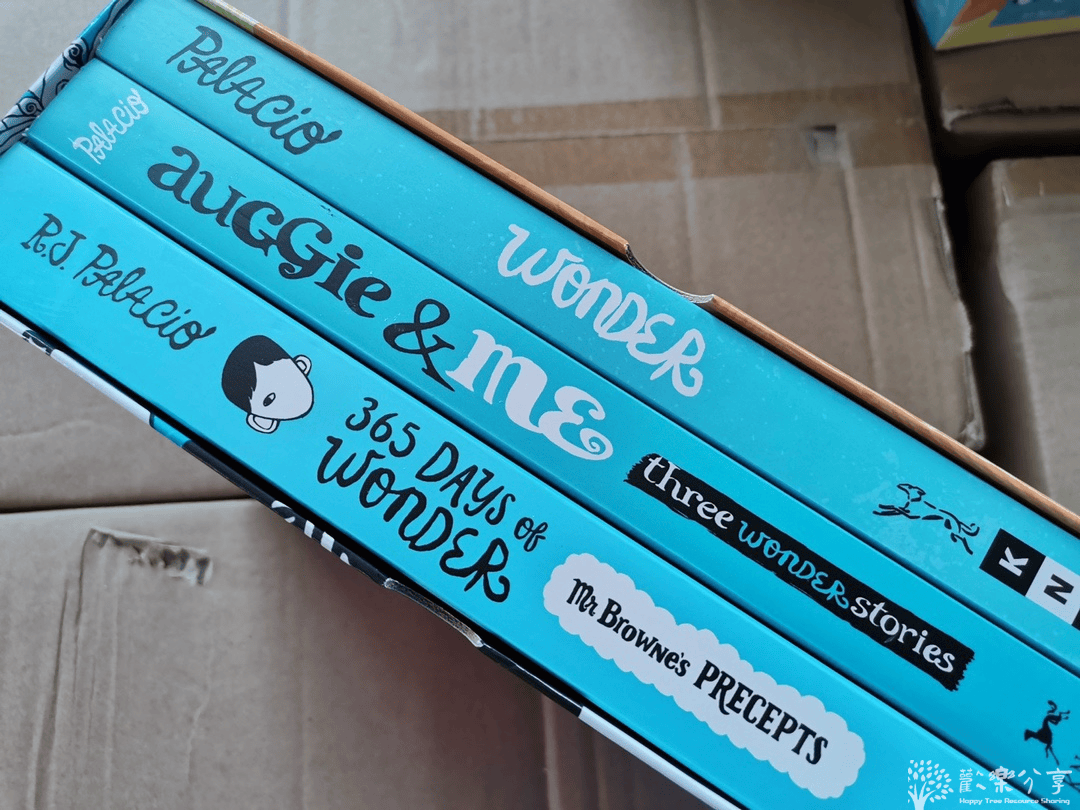 PALACIO
WONDER
K N
PALACIO
auggie & ME
three WONDER stories
R.J. PALACIO
365 DAYS of
WONDER
Mr Browne's PRECEPTS
歡樂分享
Happy Tree Resource Sharing